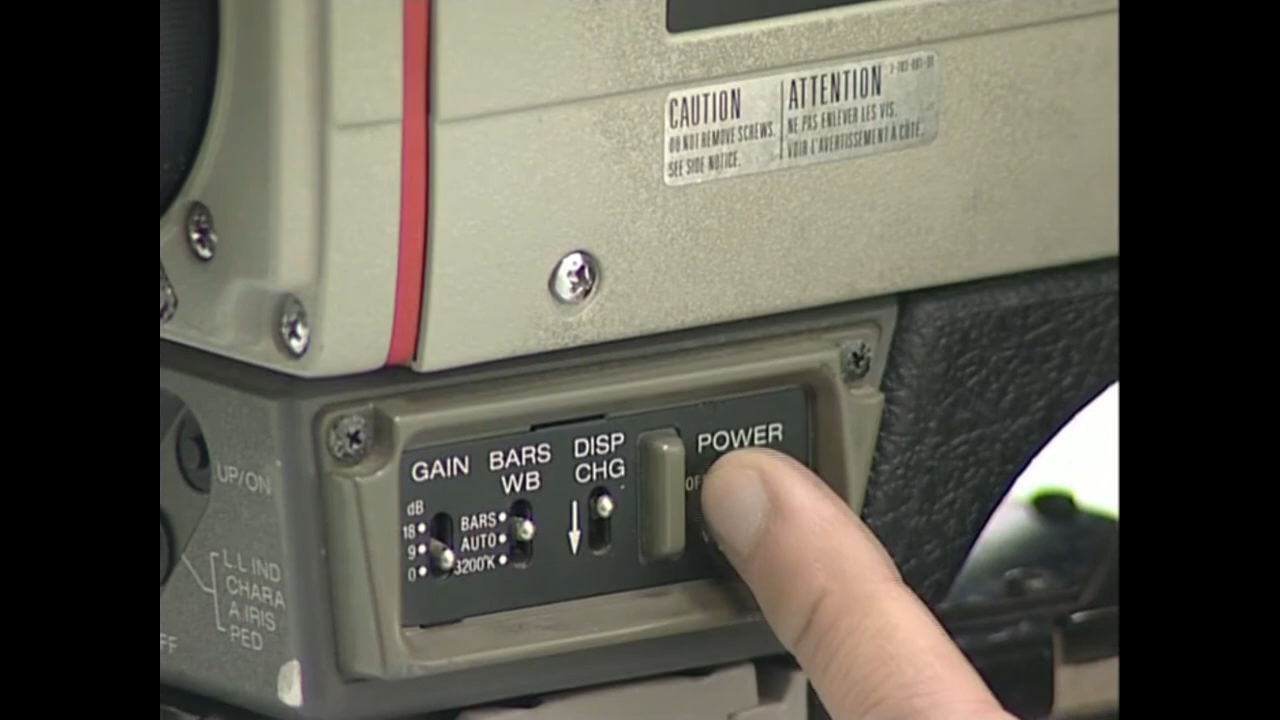 CAUTION
DO NOT REMOVE SCREWS.
SEE SIDE NOTICE.
ATTENTION
NE PAS ENLEVER LES VIS.
VOIR L'AVERTISSEMENT À CÔTÉ.
GAIN
dB
18
9
0
BARS
WB
BARS
AUTO
3200°K
DISP
CHG
POWER
UP/ON
L.L IND
CHARA
A.IRIS
PED